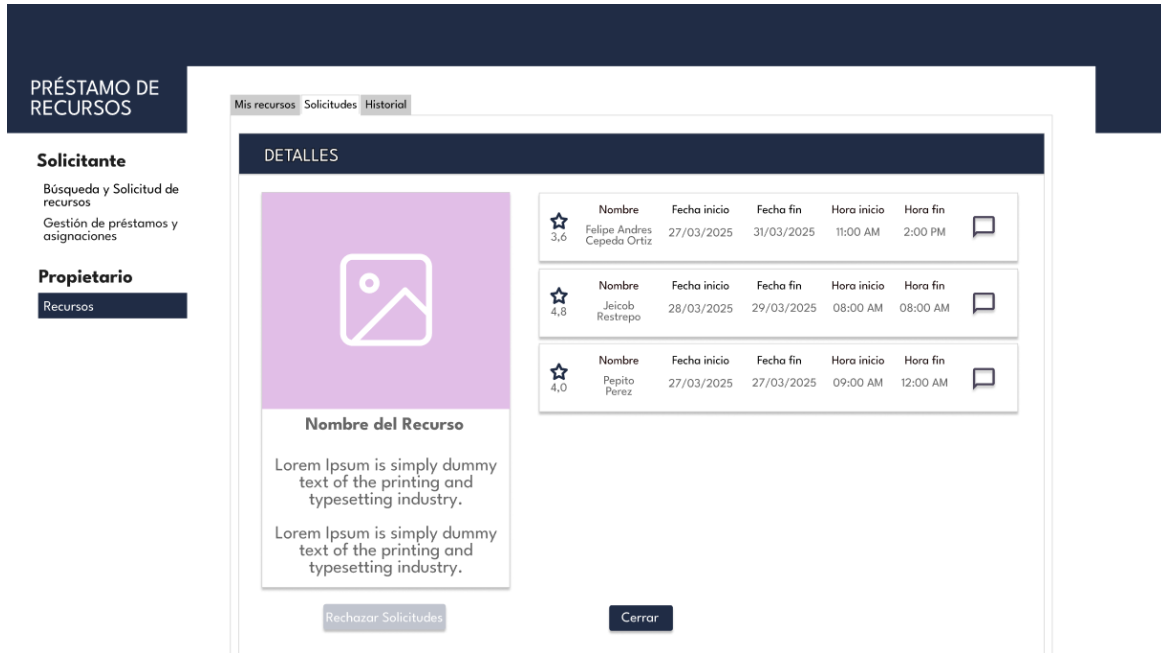 PRÉSTAMO DE
RECURSOS
Solicitante
Búsqueda y Solicitud de
recursos
Gestión de préstamos y
asignaciones
Propietario
Recursos
Mis recursos Solicitudes Historial
DETALLES
Nombre del Recurso
Lorem Ipsum is simply dummy
text of the printing and
typesetting industry.
Lorem Ipsum is simply dummy
text of the printing and
typesetting industry.
Rechazar Solicitudes
Nombre Fecha inicio Fecha fin Hora inicio Hora fin
3,6 Felipe Andres
Cepeda Ortiz 27/03/2025 31/03/2025 11:00 AM 2:00 PM
Nombre Fecha inicio Fecha fin Hora inicio Hora fin
4,8 Jeicob
Restrepo 28/03/2025 29/03/2025 08:00 AM 08:00 AM
Nombre Fecha inicio Fecha fin Hora inicio Hora fin
4,0 Pepito
Perez 27/03/2025 27/03/2025 09:00 AM 12:00 AM
Cerrar